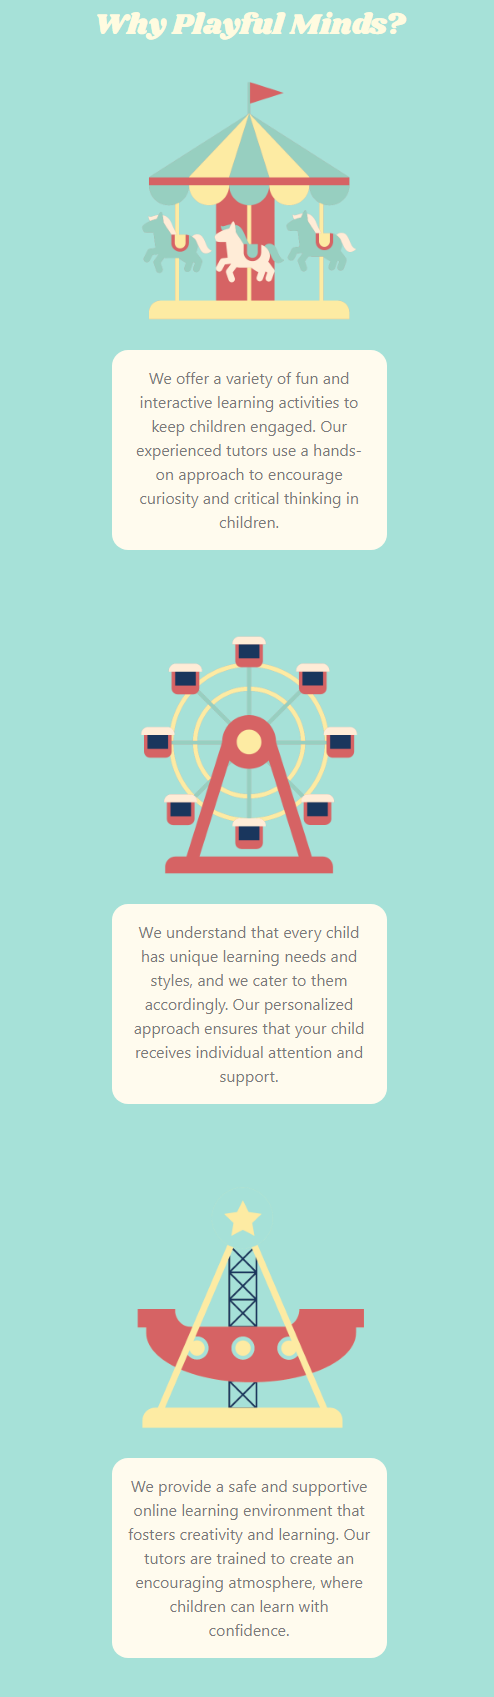 Why Playful Minds?
We offer a variety of fun and
interactive learning activities to
keep children engaged. Our
experienced tutors use a hands-
on approach to encourage
curiosity and critical thinking in
children.
We understand that every child
has unique learning needs and
styles, and we cater to them
accordingly. Our personalized
approach ensures that your child
receives individual attention and
support.
We provide a safe and supportive
online learning environment that
fosters creativity and learning. Our
tutors are trained to create an
encouraging atmosphere, where
children can learn with
confidence.